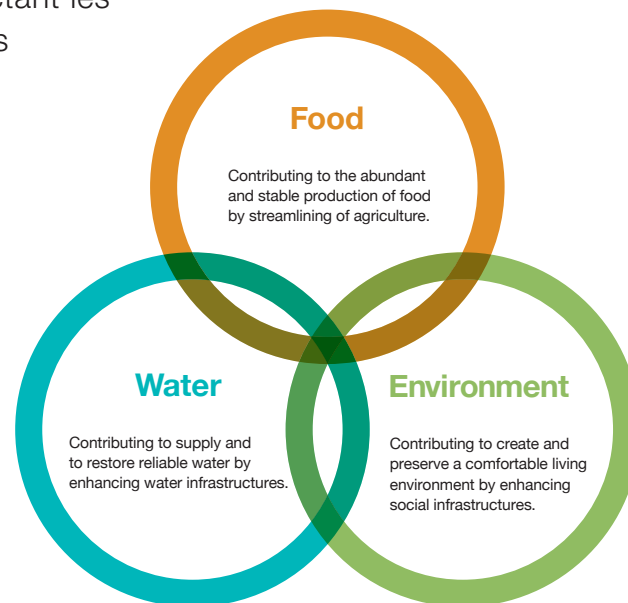 les
Food
Contributing to the abundant
and stable production of food
by streamlining of agriculture.
Water
Contributing to supply and
to restore reliable water by
enhancing water infrastructures.
Environment
Contributing to create and
preserve a comfortable living
environment by enhancing
social infrastructures.